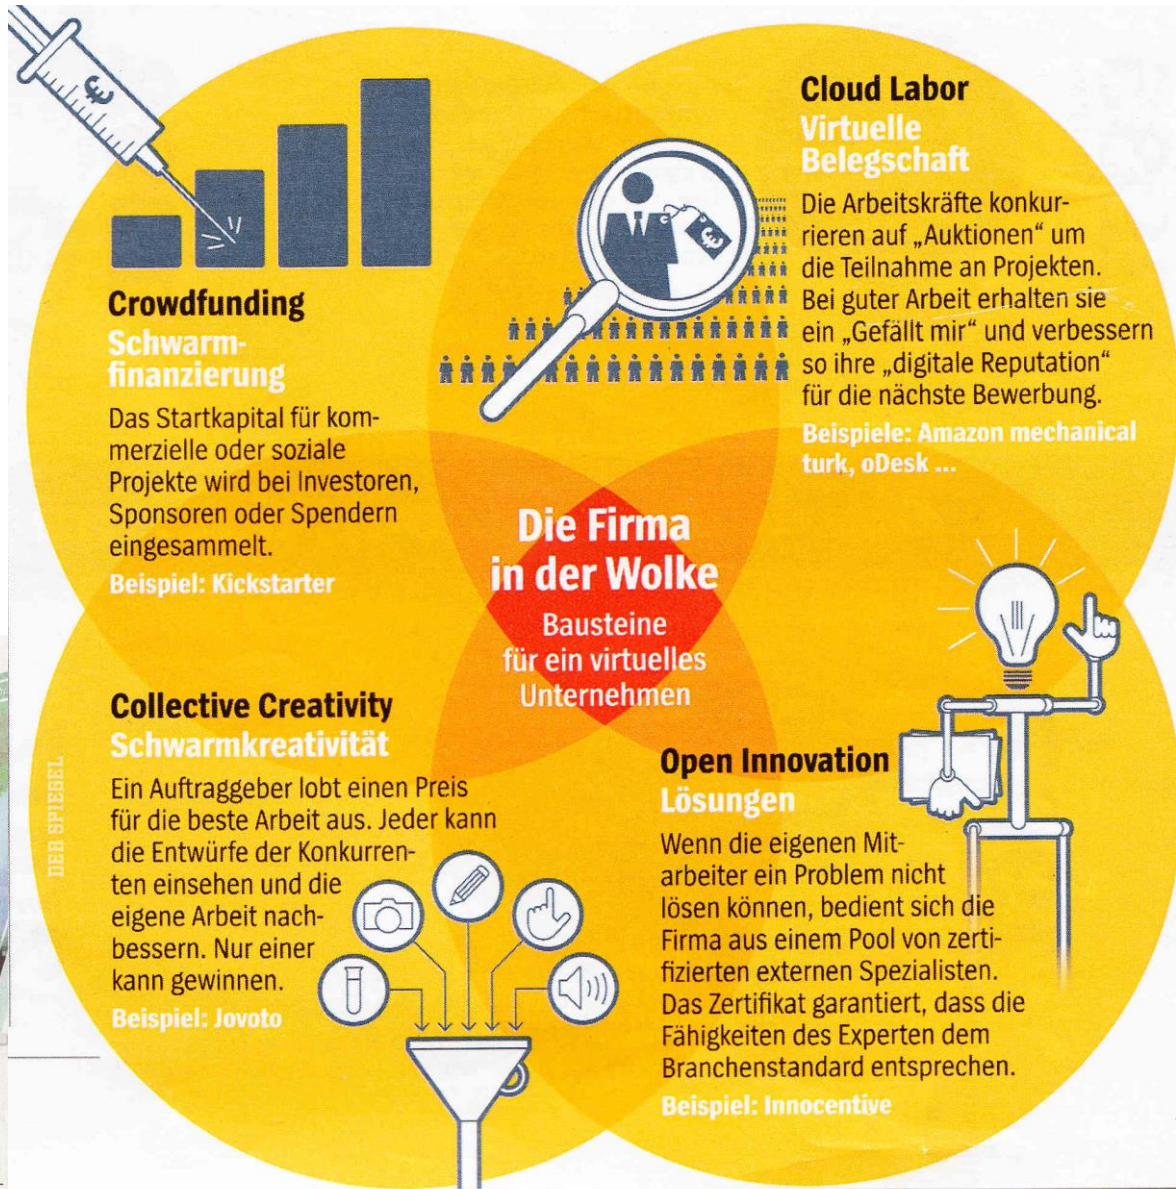 Crowdfunding
Schwarm-
finanzierung
Das Startkapital für kom-
merzielle oder soziale
Projekte wird bei Investoren,
Sponsoren oder Spendern
eingesammelt.
Beispiel: Kickstarter
Cloud Labor
Virtuelle
Belegschaft
Die Arbeitskräfte konkur-
rieren auf „Auktionen“ um
die Teilnahme an Projekten.
Bei guter Arbeit erhalten sie
ein „Gefällt mir“ und verbessern
so ihre „digitale Reputation“
für die nächste Bewerbung.
Beispiele: Amazon mechanical
turk, oDesk ...
Die Firma
in der Wolke
Bausteine
für ein virtuelles
Unternehmen
Collective Creativity
Schwarmkreativität
Ein Auftraggeber lobt einen Preis
für die beste Arbeit aus. Jeder kann
die Entwürfe der Konkurren-
ten einsehen und die
eigene Arbeit nach-
bessern. Nur einer
kann gewinnen.
Beispiel: Jovoto
Open Innovation
Lösungen
Wenn die eigenen Mit-
arbeiter ein Problem nicht
lösen können, bedient sich die
Firma aus einem Pool von zerti-
fizierten externen Spezialisten.
Das Zertifikat garantiert, dass die
Fähigkeiten des Experten dem
Branchenstandard entsprechen.
Beispiel: Innocentive
DER SPIEGEL
€
€